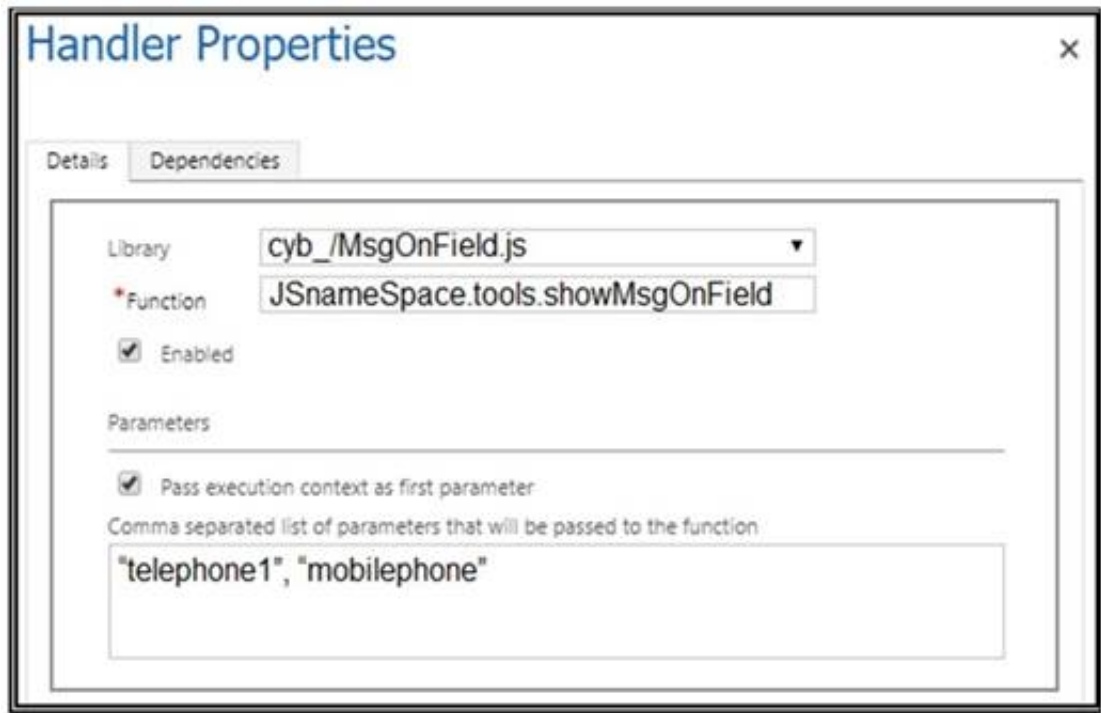 Handler Properties
×
Details Dependencies
Library cyb_/MsgOnField.js ▼
*Function JSnameSpace.tools.showMsgOnField
Enabled
Parameters
Pass execution context as first parameter
Comma separated list of parameters that will be passed to the function
“telephone1”, “mobilephone”